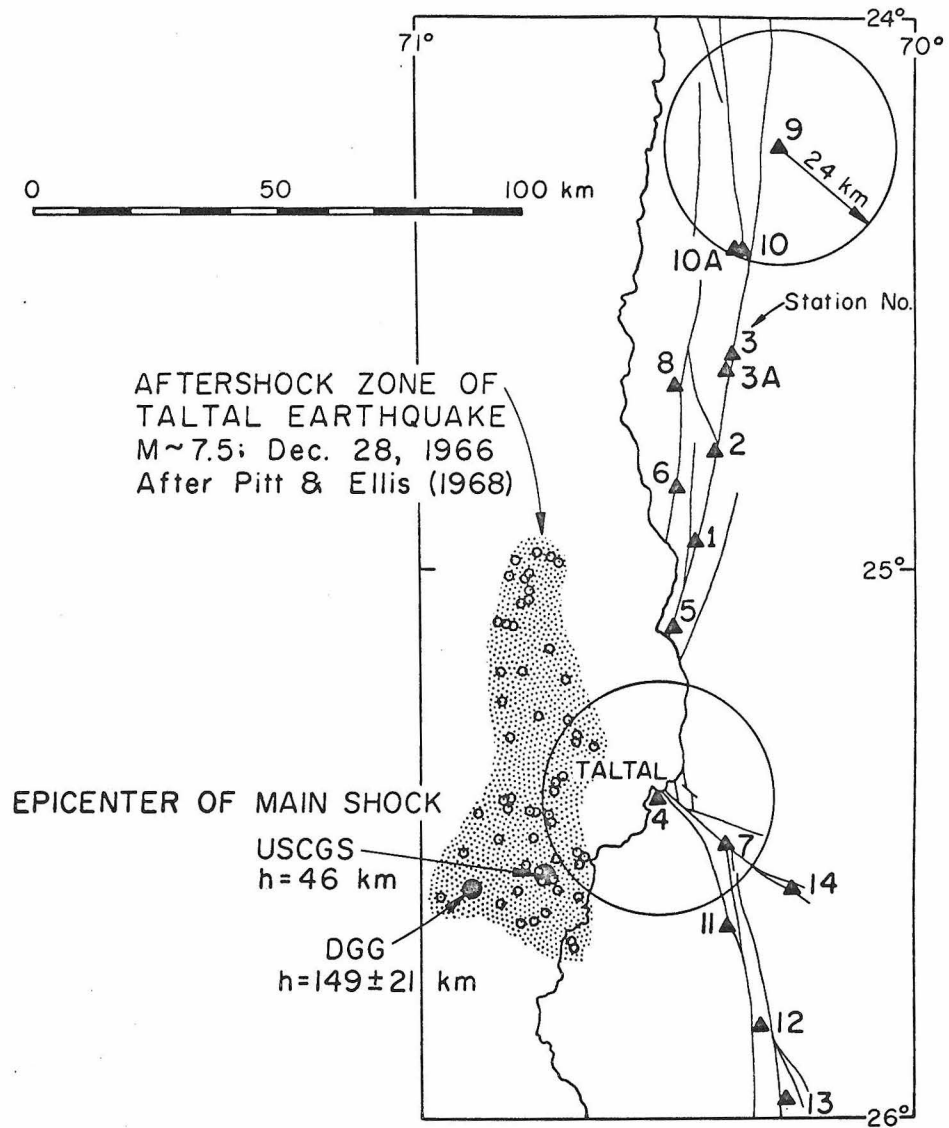 24°
71°
70°
9
24 km
0 50 100 km
10A 10
Station No.
3
3A
8
AFTERSHOCK ZONE OF
TALTAL EARTHQUAKE
M~7.5; Dec. 28, 1966
After Pitt & Ellis (1968)
2
6
1
25°
5
TALTAL
4
EPICENTER OF MAIN SHOCK
7
USCGS
h=46 km
14
11
DGG
h=149±21 km
12
13
26°